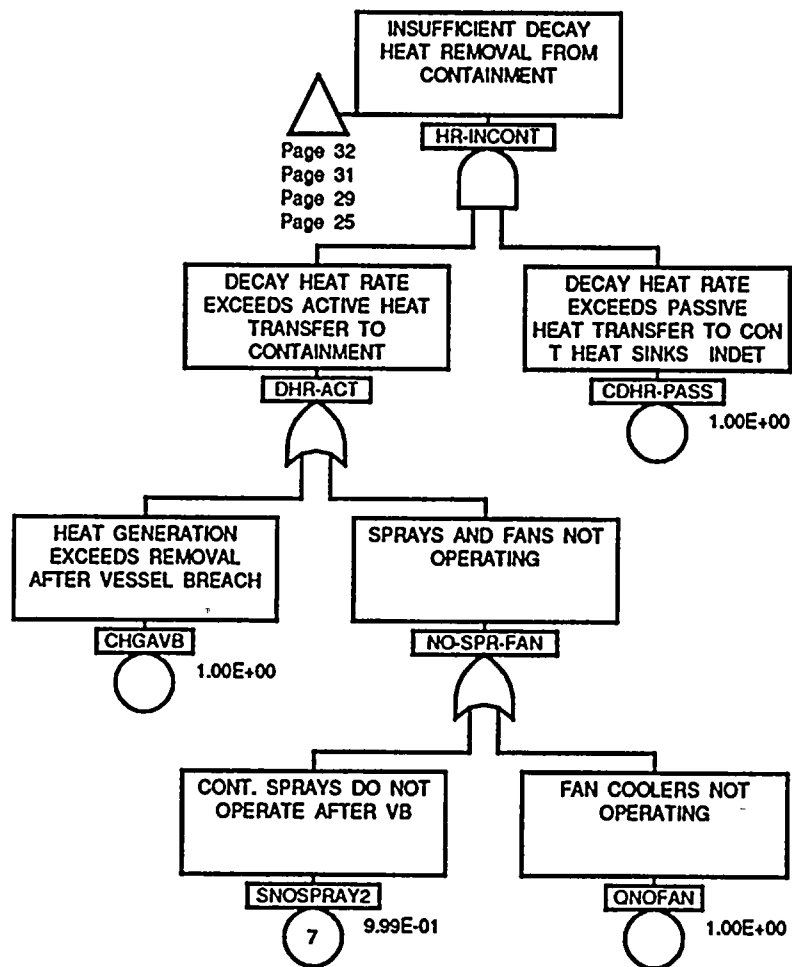 INSUFFICIENT DECAY
HEAT REMOVAL FROM
CONTAINMENT
HR-INCONT
Page 32
Page 31
Page 29
Page 25
DECAY HEAT RATE
EXCEEDS ACTIVE HEAT
TRANSFER TO
CONTAINMENT
DHR-ACT
DECAY HEAT RATE
EXCEEDS PASSIVE
HEAT TRANSFER TO CON
T HEAT SINKS INDET
CDHR-PASS
1.00E+00
HEAT GENERATION
EXCEEDS REMOVAL
AFTER VESSEL BREACH
CHGAVB
1.00E+00
SPRAYS AND FANS NOT
OPERATING
NO-SPR-FAN
CONT. SPRAYS DO NOT
OPERATE AFTER VB
SNOSPRAY2
7
9.99E-01
FAN COOLERS NOT
OPERATING
QNOFAN
1.00E+00